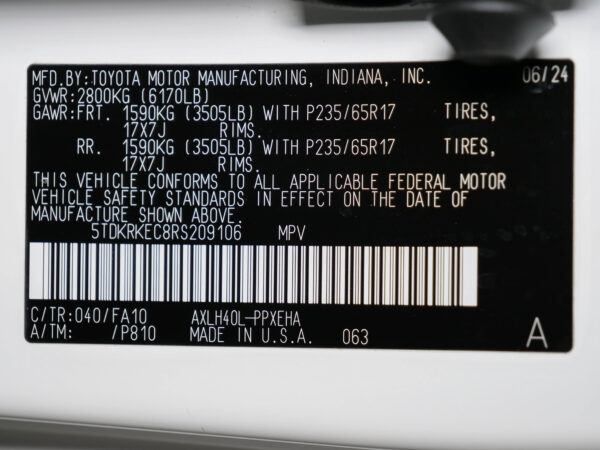 MFD.BY:TOYOTA MOTOR MANUFACTURING, INDIANA, INC. 06/24
GVWR:2800KG (6170LB)
GAWR:FRT. 1590KG (3505LB) WITH P235/65R17 TIRES,
17X7J RIMS.
RR. 1590KG (3505LB) WITH P235/65R17 TIRES,
17X7J RIMS.
THIS VEHICLE CONFORMS TO ALL APPLICABLE FEDERAL MOTOR
VEHICLE SAFETY STANDARDS IN EFFECT ON THE DATE OF
MANUFACTURE SHOWN ABOVE.
5TDKRKEC8RS209106 MPV
C/TR:040/FA10 AXLH40L-PPXEHA
A/TM: /P810 MADE IN U.S.A. 063 A